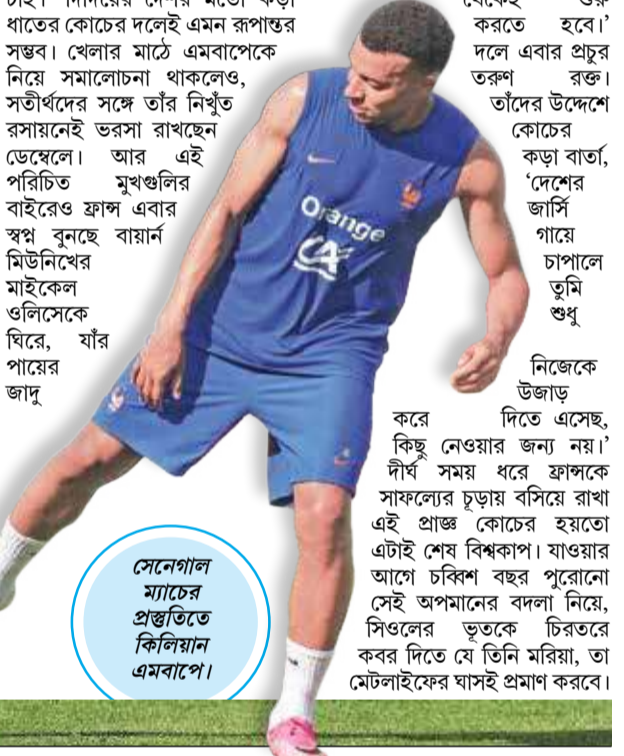 ধাতের কোচের দলেই এমন রূপান্তর
সম্ভব। খেলার মাঠে এমবাপেকে
নিয়ে সমালোচনা থাকলেও,
সতীর্থদের সঙ্গে তাঁর নিখুঁত
রসায়নেই ভরসা রাখছেন
ডেম্বেলে। আর এই
পরিচিত মুখগুলির
বাইরেও ফ্রান্স এবার
স্বপ্ন বুনছে বায়ার্ন
মিউনিখের
মাইকেল
ওলিসেকে
ঘিরে, যাঁর
পায়ের
জাদু
করতে হবে।’
দলে এবার প্রচুর
তরুণ রক্ত।
তাঁদের উদ্দেশে
কোচের
কড়া বার্তা,
‘দেশের
জার্সি
গায়ে
চাপালে
তুমি
শুধু
নিজেকে
উজাড়
করে দিতে এসেছ,
কিছু নেওয়ার জন্য নয়।’
দীর্ঘ সময় ধরে ফ্রান্সকে
সাফল্যের চূড়ায় বসিয়ে রাখা
এই প্রাজ্ঞ কোচের হয়তো
এটাই শেষ বিশ্বকাপ। যাওয়ার
আগে চব্বিশ বছর পুরোনো
সেই অপমানের বদলা নিয়ে,
সিওলের ভূতকে চিরতরে
কবর দিতে যে তিনি মরিয়া, তা
মেটলাইফের ঘাসই প্রমাণ করবে।
Orange
CA
সেনেগাল
ম্যাচের
প্রস্তুতিতে
কিলিয়ান
এমবাপে।